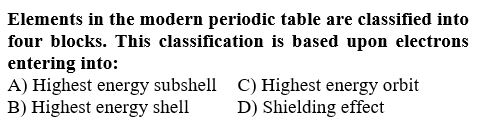 Elements in the modern periodic table are classified into
four blocks. This classification is based upon electrons
entering into:
A) Highest energy subshell C) Highest energy orbit
B) Highest energy shell D) Shielding effect